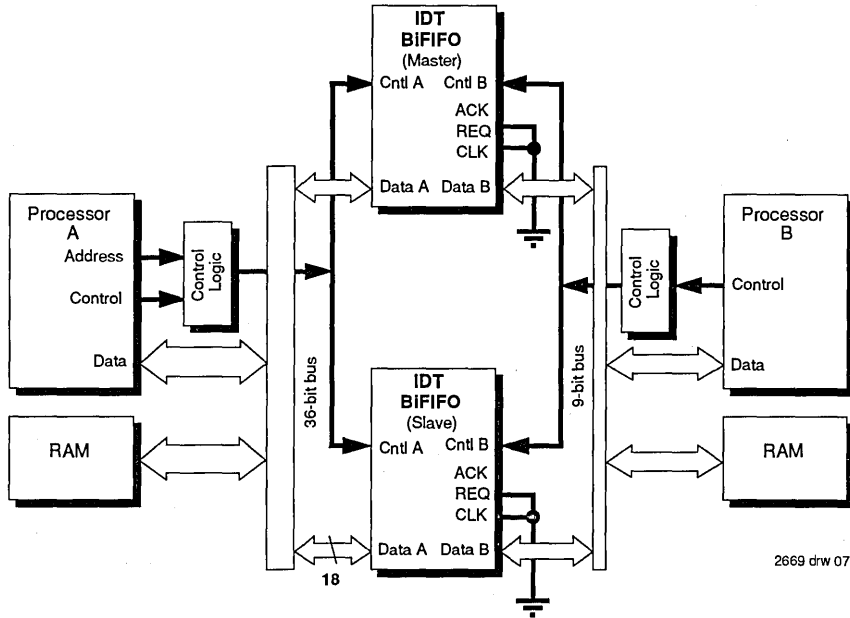 IDT
BiFIFO
(Master)
Cntl A
Cntl B
ACK
REQ
CLK
Data A
Data B
Processor
A
Address
Control
Data
Control
Logic
RAM
36-bit bus
9-bit bus
Control
Logic
Processor
B
Control
Data
RAM
IDT
BiFIFO
(Slave)
Cntl A
Cntl B
ACK
REQ
CLK
Data A
Data B
18
2669 drw 07